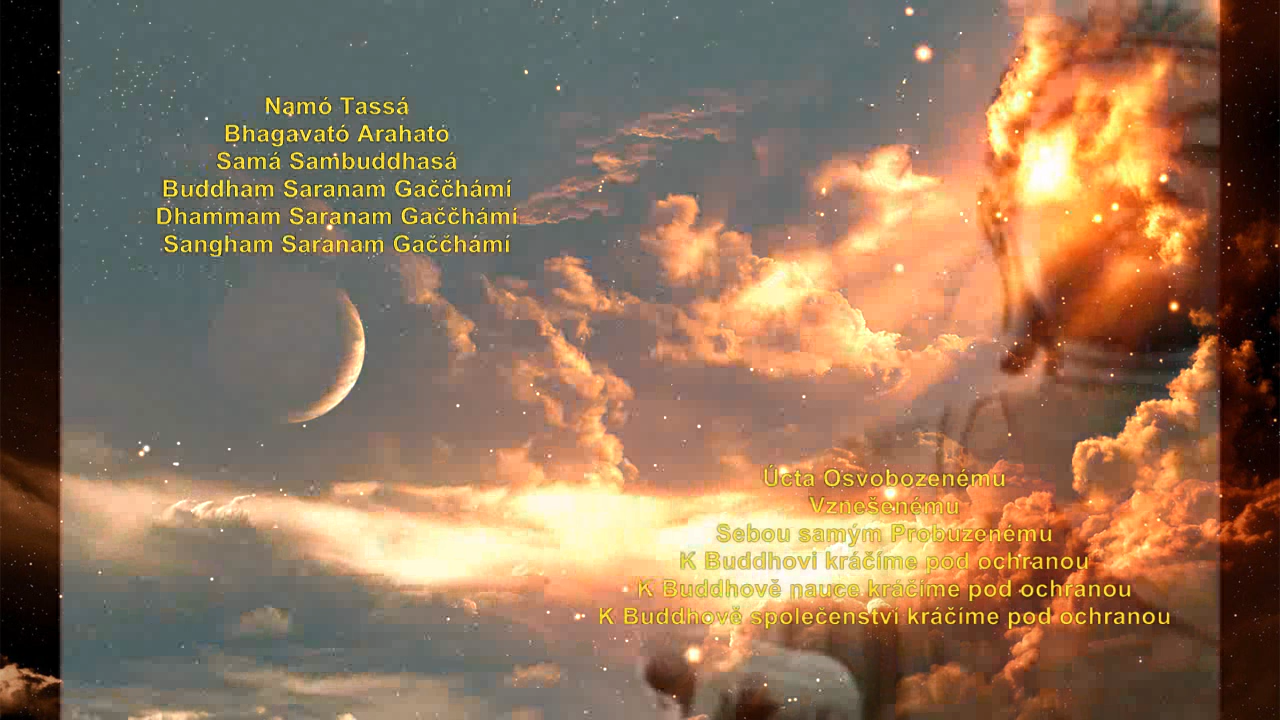 Namó Tassá
Bhagavató Araható
Samá Sambuddhasá
Buddham Saranam Gaččhámí
Dhammam Saranam Gaččhámí
Sangham Saranam Gaččhámí
Úcta Osvobozenému
Vznešenému
Sebou samým Probuzenému
K Buddhovi kráčíme pod ochranou
K Buddhově nauce kráčíme pod ochranou
K Buddhově společenství kráčíme pod ochranou